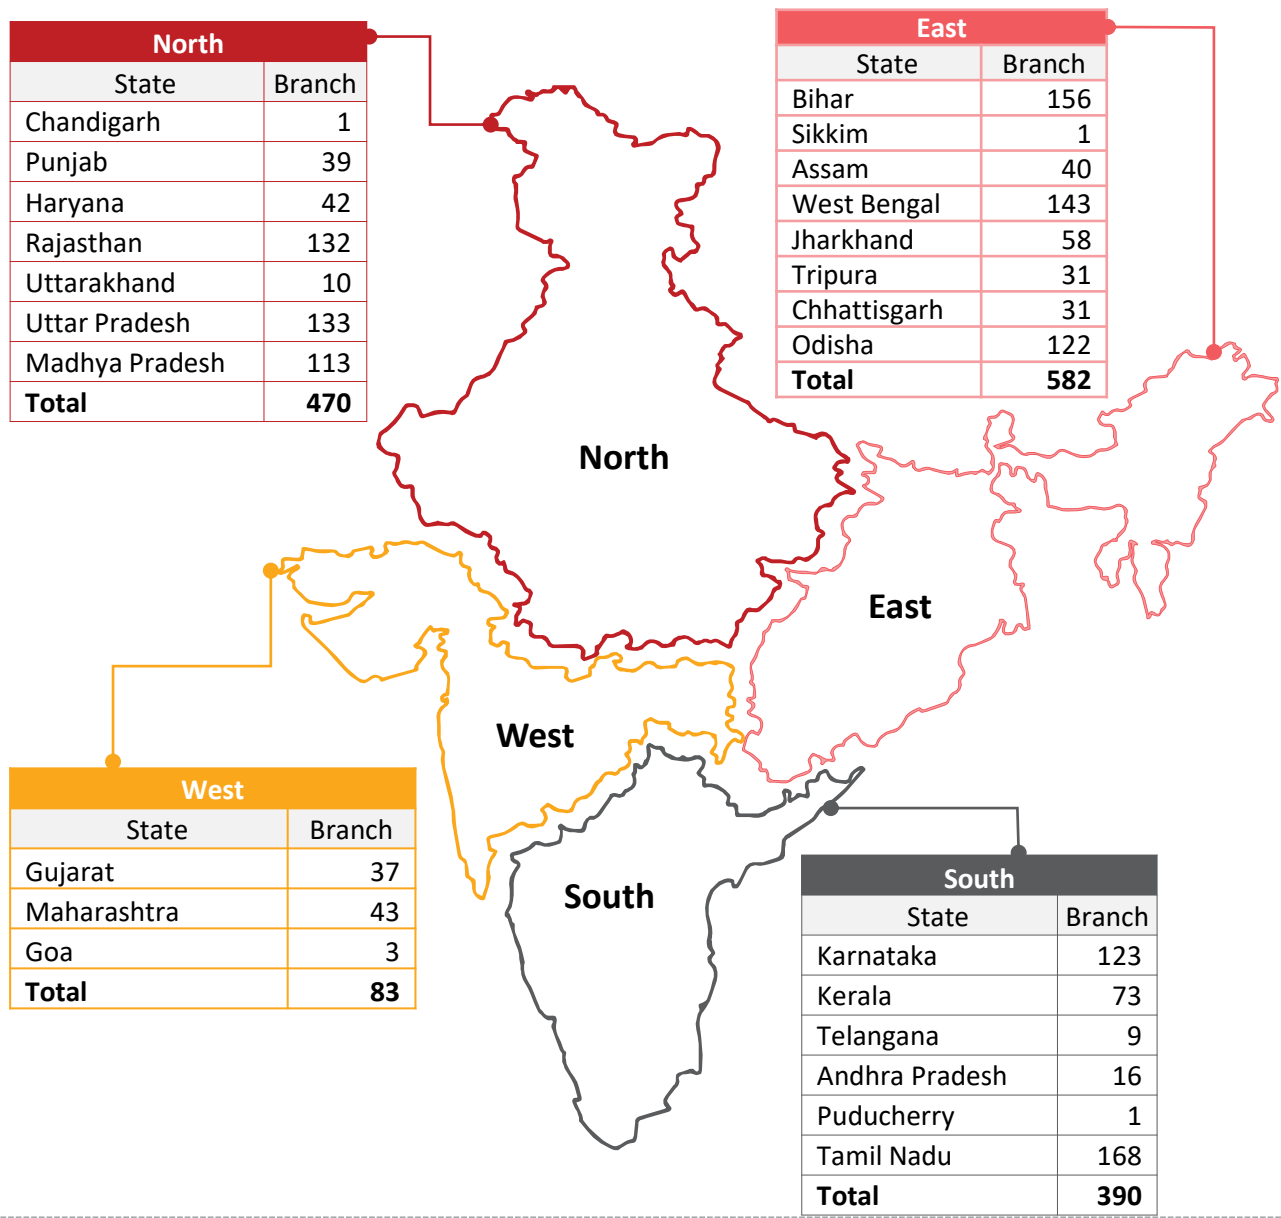 North
State Branch
Chandigarh 1
Punjab 39
Haryana 42
Rajasthan 132
Uttarakhand 10
Uttar Pradesh 133
Madhya Pradesh 113
Total 470
East
State Branch
Bihar 156
Sikkim 1
Assam 40
West Bengal 143
Jharkhand 58
Tripura 31
Chhattisgarh 31
Odisha 122
Total 582
North
East
West
South
West
State Branch
Gujarat 37
Maharashtra 43
Goa 3
Total 83
South
State Branch
Karnataka 123
Kerala 73
Telangana 9
Andhra Pradesh 16
Puducherry 1
Tamil Nadu 168
Total 390